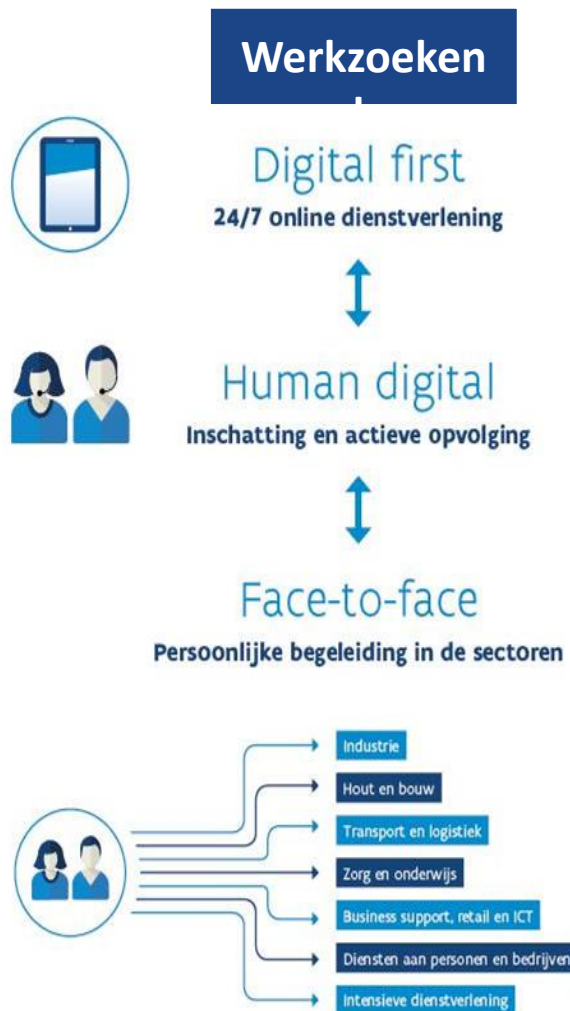 Werkzoeken
Digital first
24/7 online dienstverlening
Human digital
Inschatting en actieve opvolging
Face-to-face
Persoonlijke begeleiding in de sectoren
Industrie
Hout en bouw
Transport en logistiek
Zorg en onderwijs
Business support, retail en ICT
Diensten aan personen en bedrijven
Intensieve dienstverlening